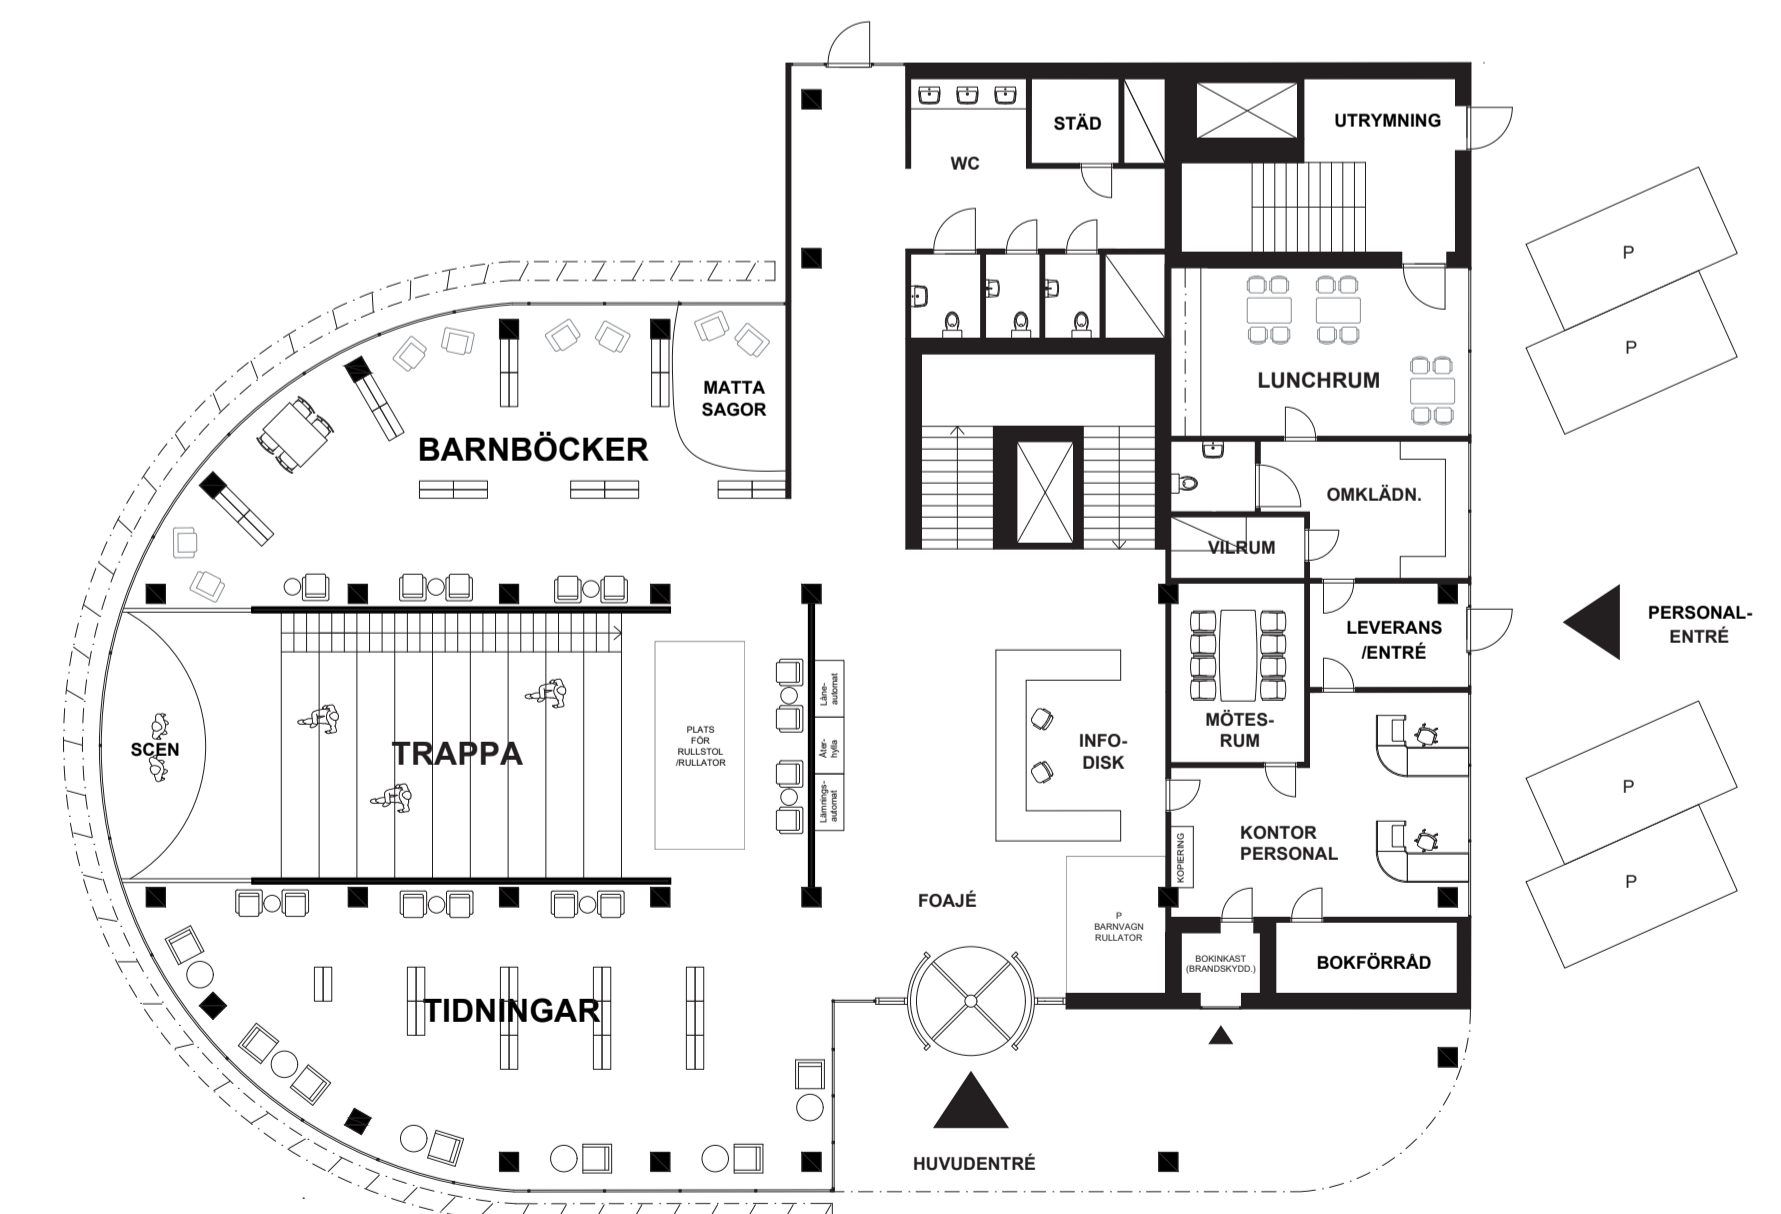 STÄD
UTRYMNING
WC
P
P
LUNCHRUM
MATTA
SAGOR
BARNBÖCKER
OMKLÄDN.
VILRUM
PERSONAL-
ENTRÉ
LEVERANS
/ENTRÉ
Låne-
automat
PLATS
FÖR
RULLSTOL
/RULLATOR
MÖTES-
RUM
SCEN
TRAPPA
Åter-
hylla
INFO-
DISK
Lämnings-
automat
P
KONTOR
PERSONAL
KOPIERING
P
FOAJÉ
P
BARNVAGN
RULLATOR
BOKINKAST
(BRANDSKYDD.)
BOKFÖRRÅD
TIDNINGAR
HUVUDENTRÉ